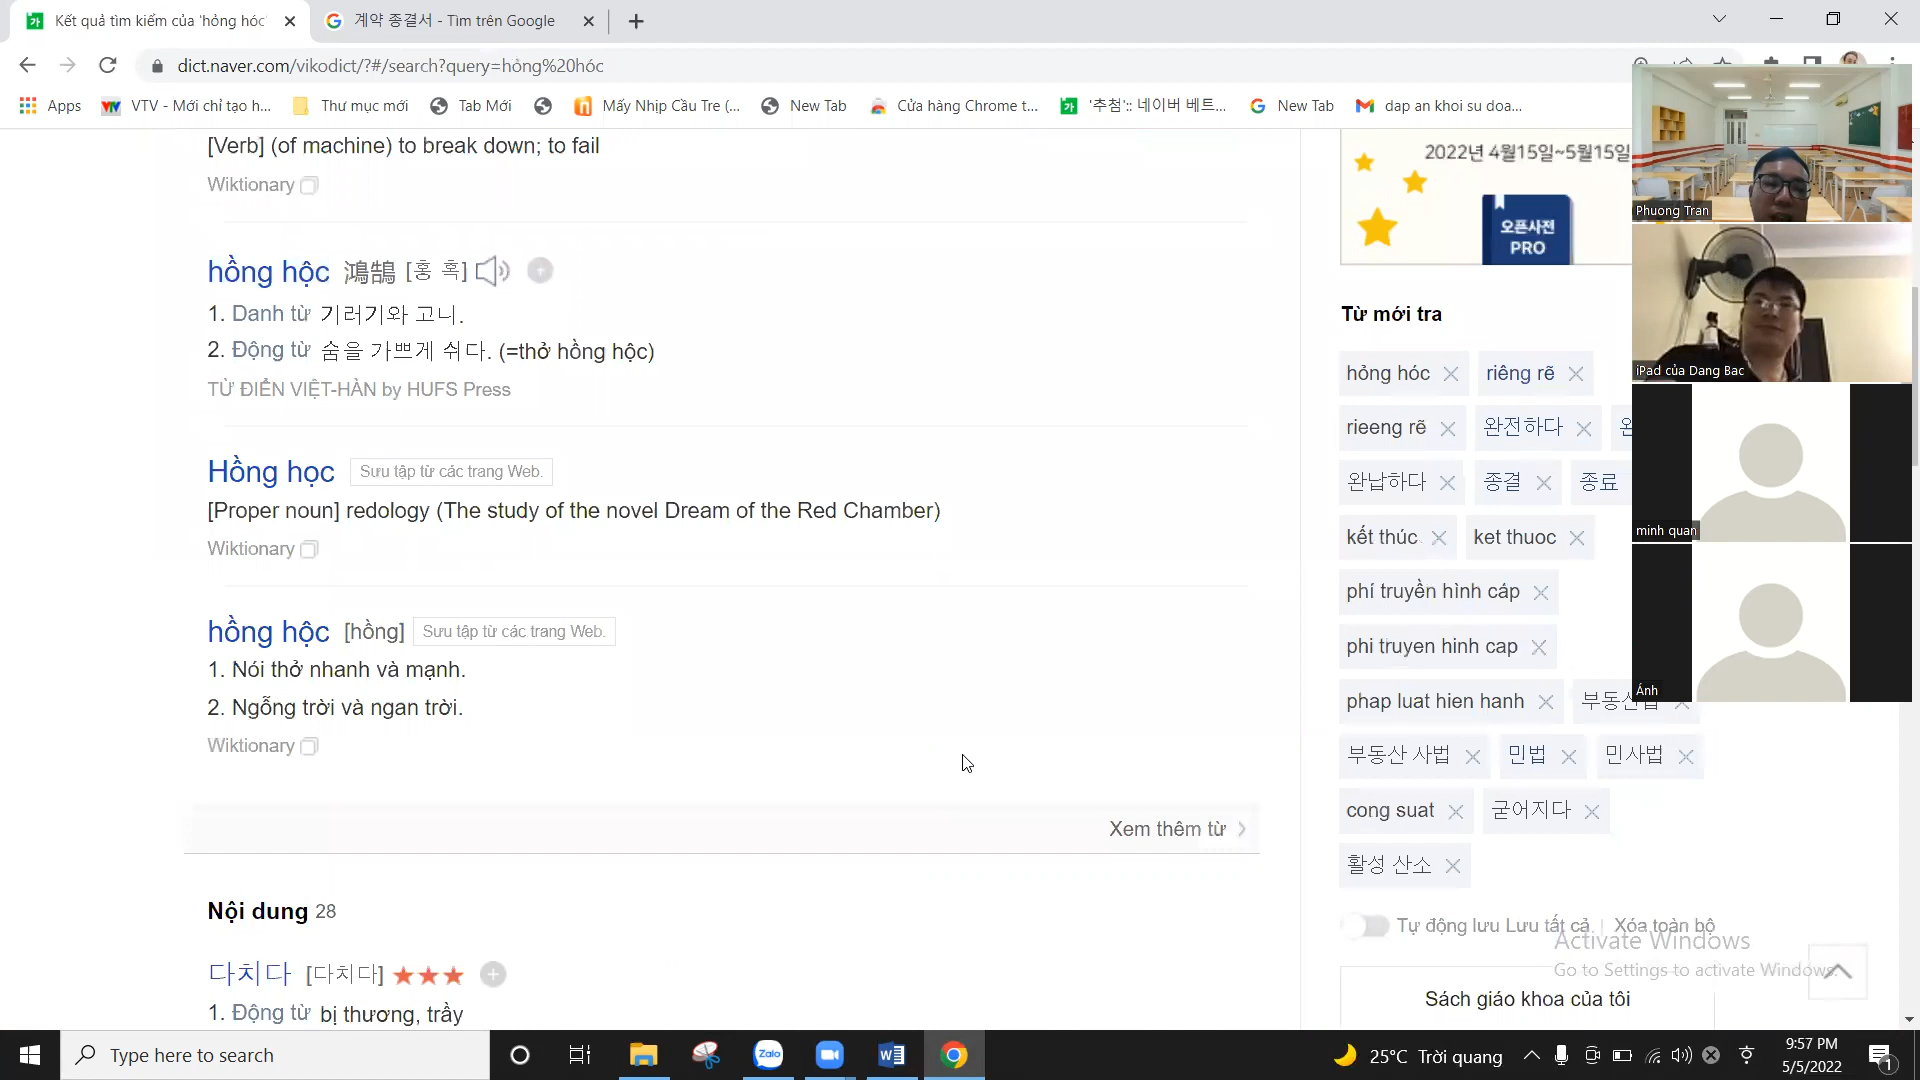 Kết quả tìm kiếm của 'hỏng hóc'
계약 종결서 - Tìm trên Google
dict.naver.com/vikodict/?#/search?query=hỏng%20hóc
Apps
VTV - Mới chỉ tạo h...
Thư mục mới
Tab Mới
Mấy Nhịp Cầu Tre (...
New Tab
Cửa hàng Chrome t...
'추첨':: 네이버 베트...
New Tab
dap an khoi su doa...
[Verb] (of machine) to break down; to fail
Wiktionary
hồng hộc 鴻鵠 [홍 혹]
1. Danh từ 기러기와 고니.
2. Động từ 숨을 가쁘게 쉬다. (=thở hồng hộc)
TỪ ĐIỂN VIỆT-HÀN by HUFS Press
Hồng học Sưu tập từ các trang Web.
[Proper noun] redology (The study of the novel Dream of the Red Chamber)
Wiktionary
hồng hộc [hồng] Sưu tập từ các trang Web.
1. Nói thở nhanh và mạnh.
2. Ngỗng trời và ngan trời.
Wiktionary
Xem thêm từ
Nội dung 28
다치다 [다치다]
1. Động từ bị thương, trầy
2022년 4월15일~5월15일
오픈사전
PRO
Từ mới tra
hỏng hóc
riêng rẽ
rieeng rẽ
완전하다
완납하다
종결
종료
kết thúc
ket thuoc
phí truyền hình cáp
phi truyen hinh cap
phap luat hien hanh
부동산법
부동산 사법
민법
민사법
cong suat
굳어지다
활성 산소
Tự động lưu Lưu tất cả | Xóa toàn bộ
Activate Windows
Go to Settings to activate Windows.
Sách giáo khoa của tôi
Phuong Tran
iPad của Dang Bac
minh quan
Ánh
Type here to search
Zalo
25°C Trời quang
9:57 PM
5/5/2022
1